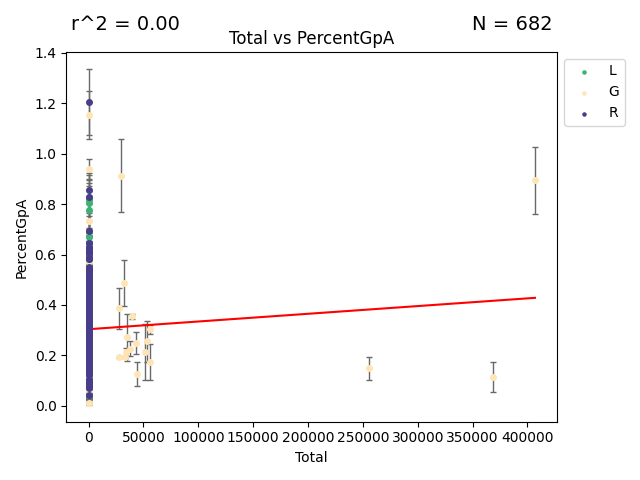 r^2 = 0.00
N = 682
Total vs PercentGpA
L
G
R
PercentGpA
1.4
1.2
1.0
0.8
0.6
0.4
0.2
0.0
0
50000
100000
150000
200000
250000
300000
350000
400000
Total